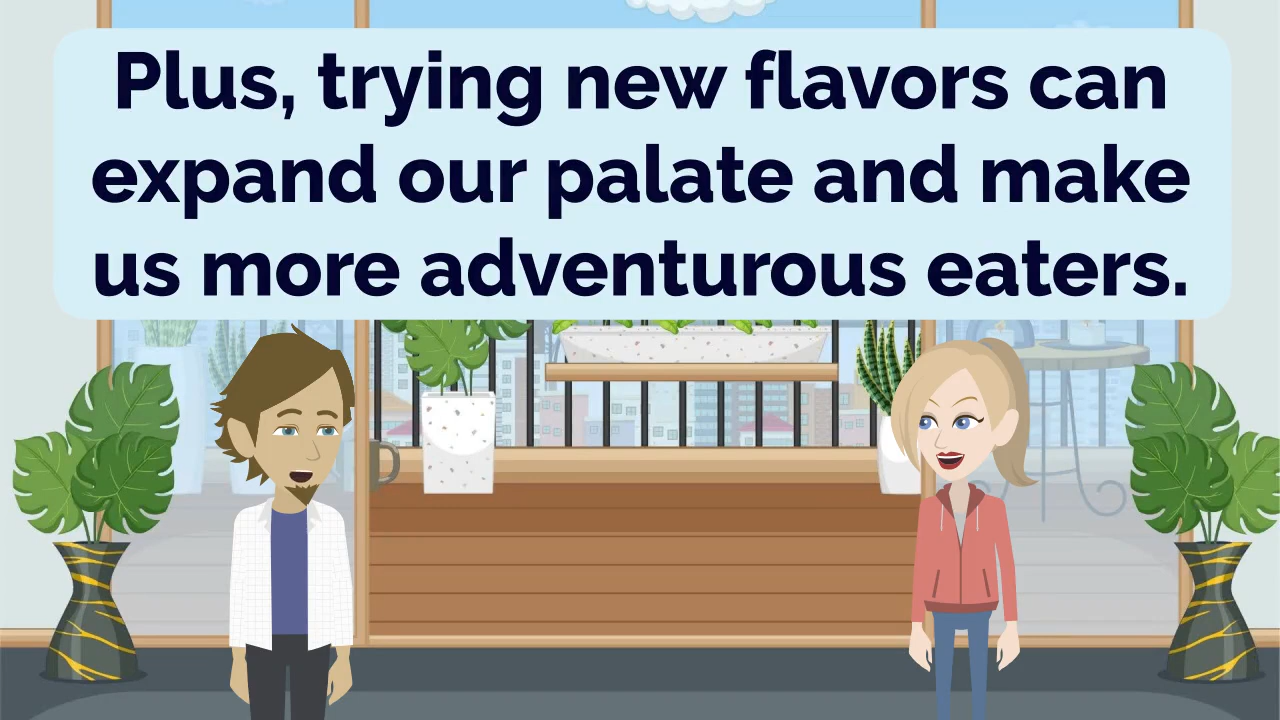 Plus, trying new flavors can
expand our palate and make
us more adventurous eaters.